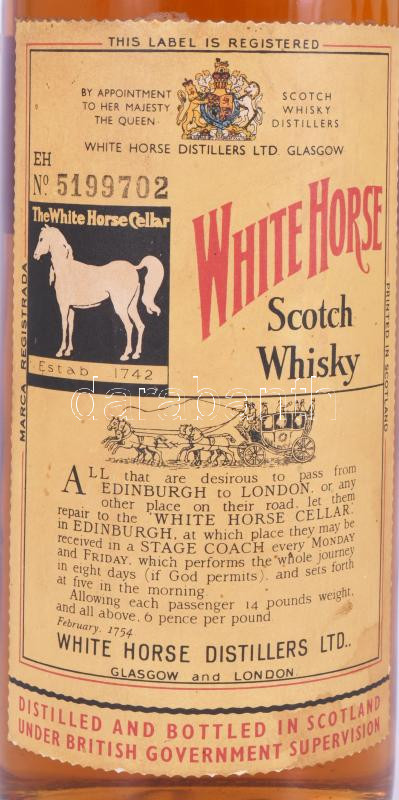 THIS LABEL IS REGISTERED
BY APPOINTMENT
TO HER MAJESTY
THE QUEEN
SCOTCH
WHISKY
DISTILLERS
WHITE HORSE DISTILLERS LTD. GLASGOW
EH
Nº 5199702
The White Horse Cellar
Estab. 1742
MARCA REGISTRADA
WHITE HORSE
Scotch
Whisky
PRINTED IN SCOTLAND
darabanth
ALL that are desirous to pass from
EDINBURGH to LONDON, or any
other place on their road, let them
repair to the "WHITE HORSE CELLAR"
in EDINBURGH, at which place they may be
received in a STAGE COACH every MONDAY
and FRIDAY, which performs the whole journey
in eight days (if God permits), and sets forth
at five in the morning.
Allowing each passenger 14 pounds weight,
and all above, 6 pence per pound.
February, 1754.
WHITE HORSE DISTILLERS LTD.,
GLASGOW and LONDON.
DISTILLED AND BOTTLED IN SCOTLAND
UNDER BRITISH GOVERNMENT SUPERVISION